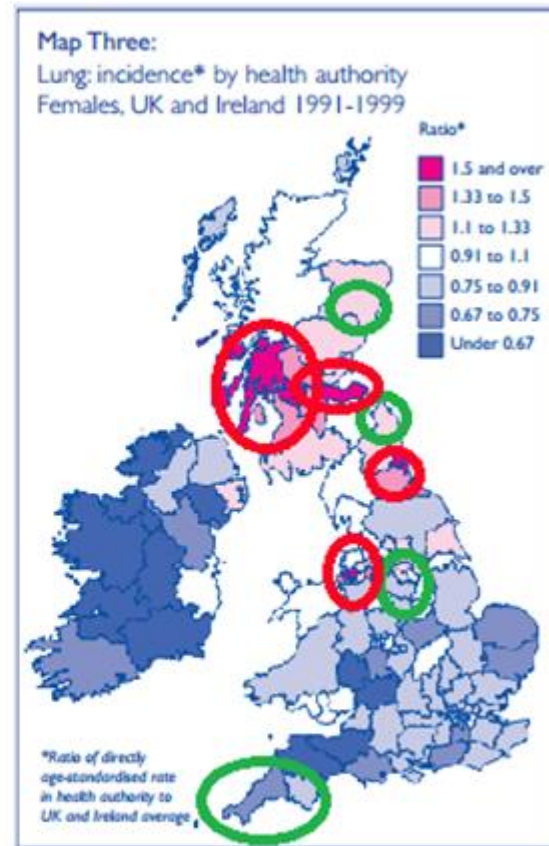 Map Three:
Lung: incidence* by health authority
Females, UK and Ireland 1991-1999
Ratio*
1.5 and over
1.33 to 1.5
1.1 to 1.33
0.91 to 1.1
0.75 to 0.91
0.67 to 0.75
Under 0.67
*Ratio of directly
age-standardised rate
in health authority to
UK and Ireland average